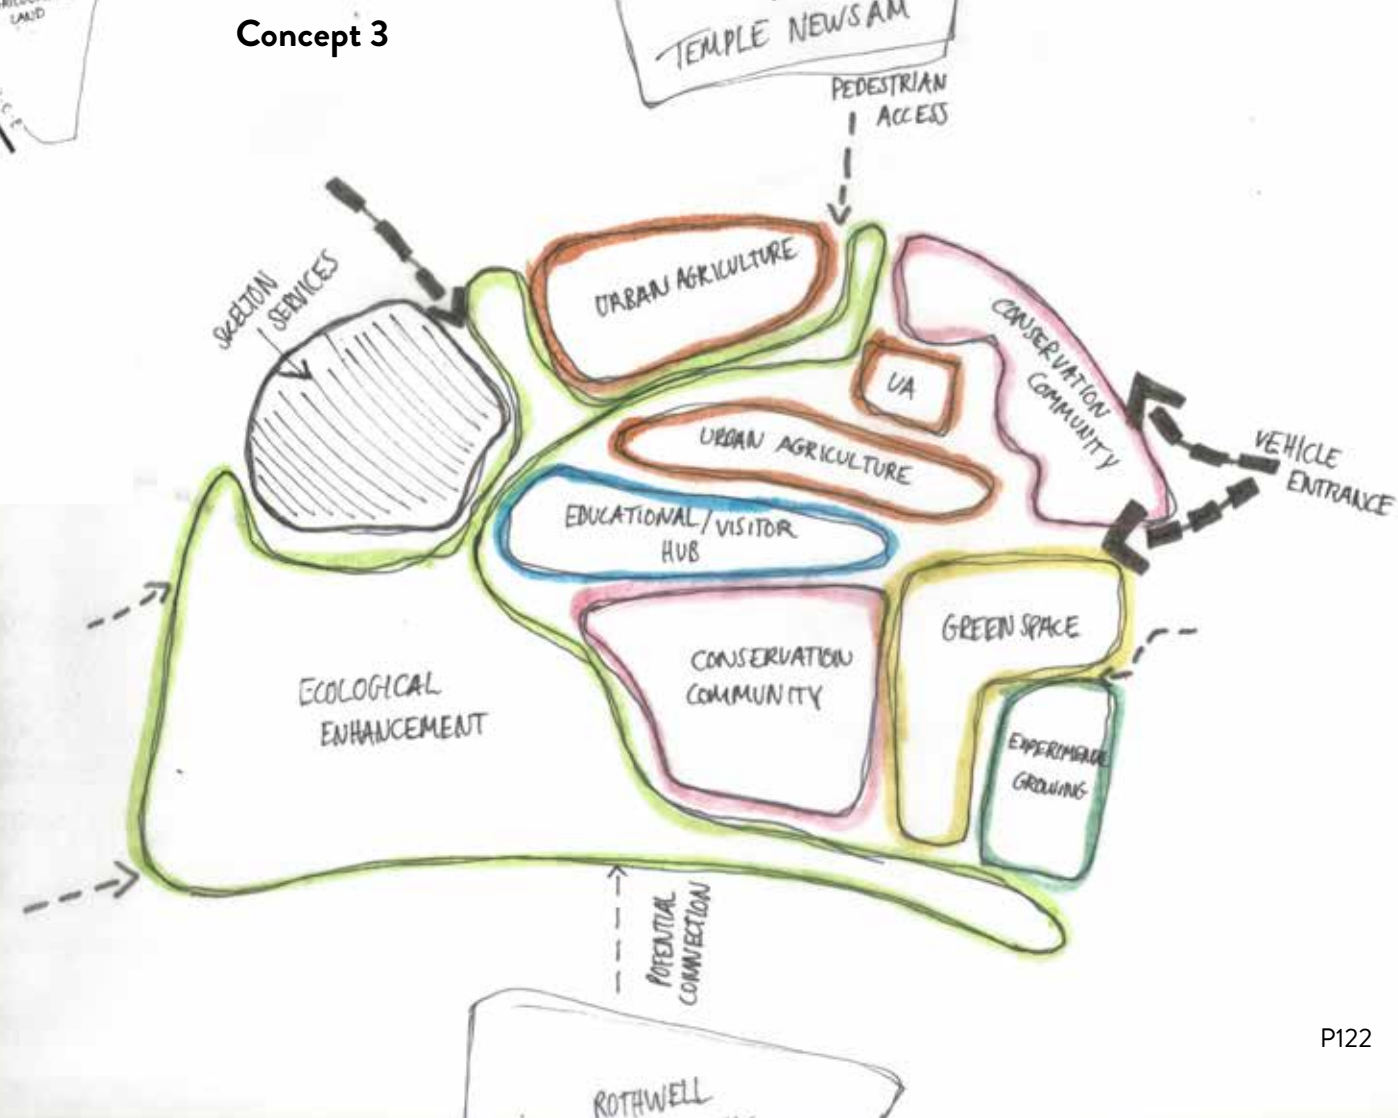 LAND
Concept 3
TEMPLE NEWSAM
PEDESTRIAN
ACCESS
SKELTON
SERVICES
URBAN AGRICULTURE
CONSERVATION
COMMUNITY
UA
URBAN AGRICULTURE
VEHICLE
ENTRANCE
EDUCATIONAL/VISITOR
HUB
GREEN SPACE
CONSERVATION
COMMUNITY
ECOLOGICAL
ENHANCEMENT
GROWING
POTENTIAL
CONNECTION
P122
ROTHWELL